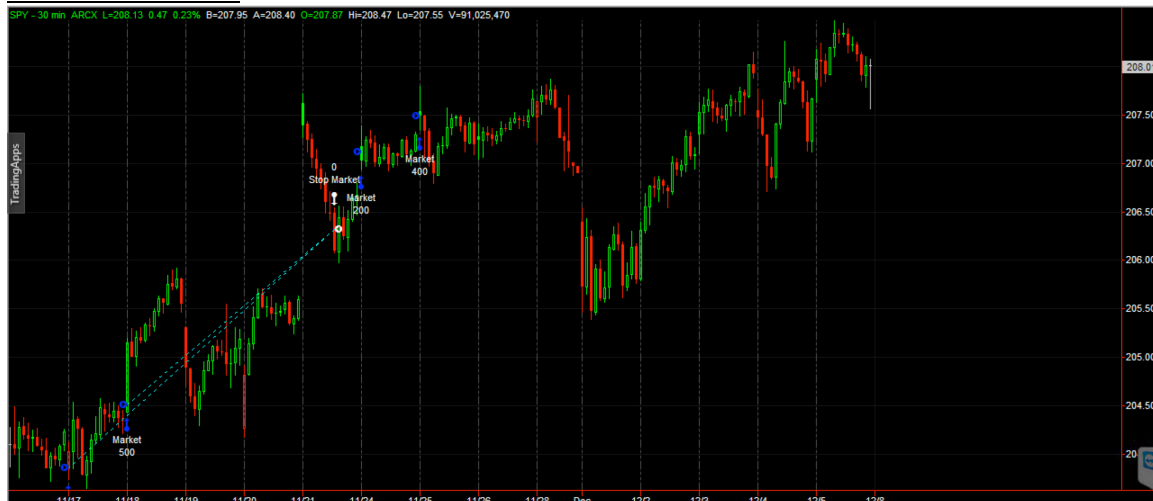 SPY - 30 min ARCX L=208.13 0.47 0.23% B=207.95 A=208.40 O=207.87 Hi=208.47 Lo=207.55 V=91,025,470
208.01
207.50
TradingApps
207.00
206.50
206.00
205.50
205.00
204.50
20
0
Stop Market
Market
200
Market
400
Market
500
11/17 11/18 11/19 11/20 11/21 11/24 11/25 11/26 11/28 Dec 12/2 12/3 12/4 12/5 12/8